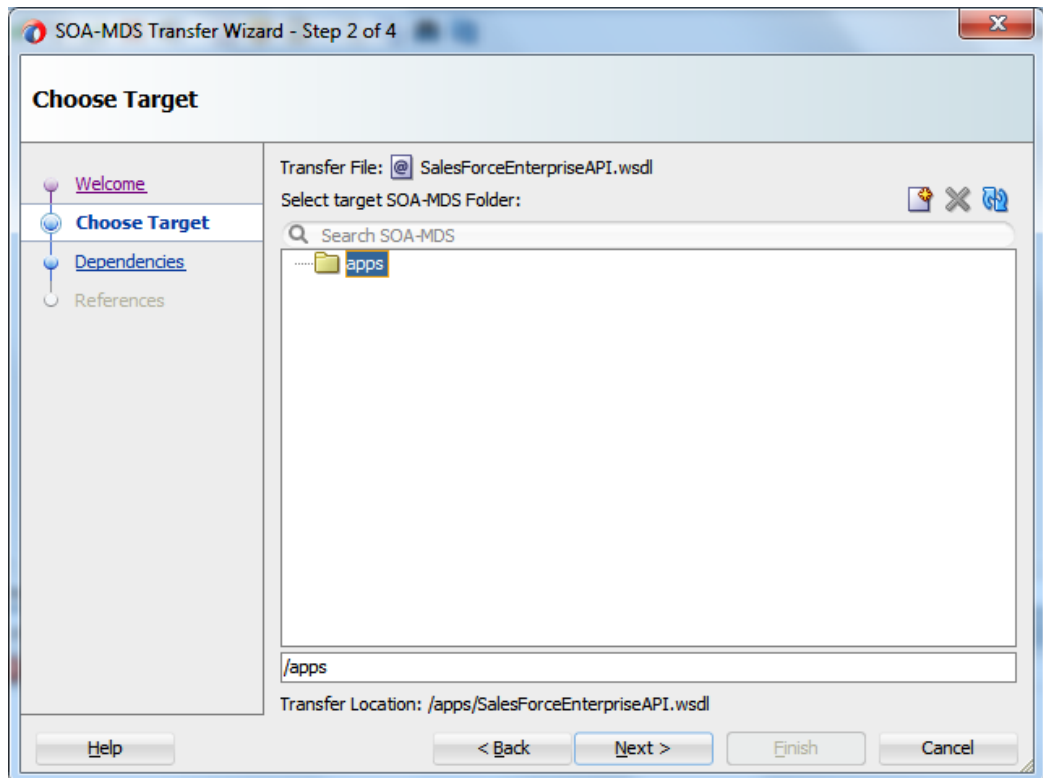 SOA-MDS Transfer Wizard - Step 2 of 4
Choose Target
Welcome
Choose Target
Dependencies
References
Transfer File: SalesForceEnterpriseAPI.wsdl
Select target SOA-MDS Folder:
Search SOA-MDS
apps
/apps
Transfer Location: /apps/SalesForceEnterpriseAPI.wsdl
Help
< Back
Next >
Finish
Cancel